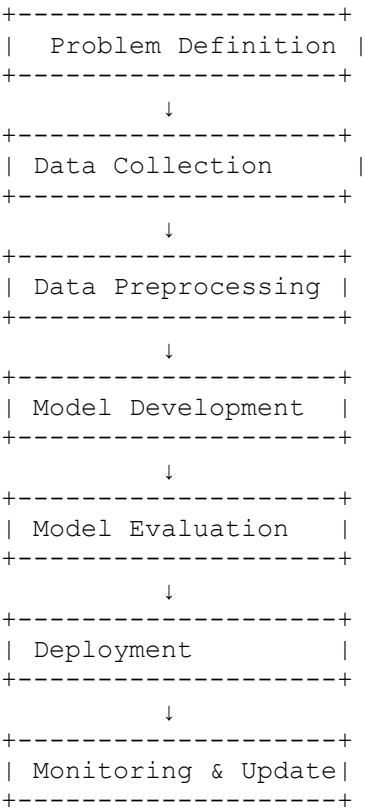 +--------------------+
|  Problem Definition |
+--------------------+
↓
+--------------------+
| Data Collection     |
+--------------------+
↓
+--------------------+
| Data Preprocessing |
+--------------------+
↓
+--------------------+
| Model Development  |
+--------------------+
↓
+--------------------+
| Model Evaluation   |
+--------------------+
↓
+--------------------+
| Deployment         |
+--------------------+
↓
+--------------------+
| Monitoring & Update|
+--------------------+